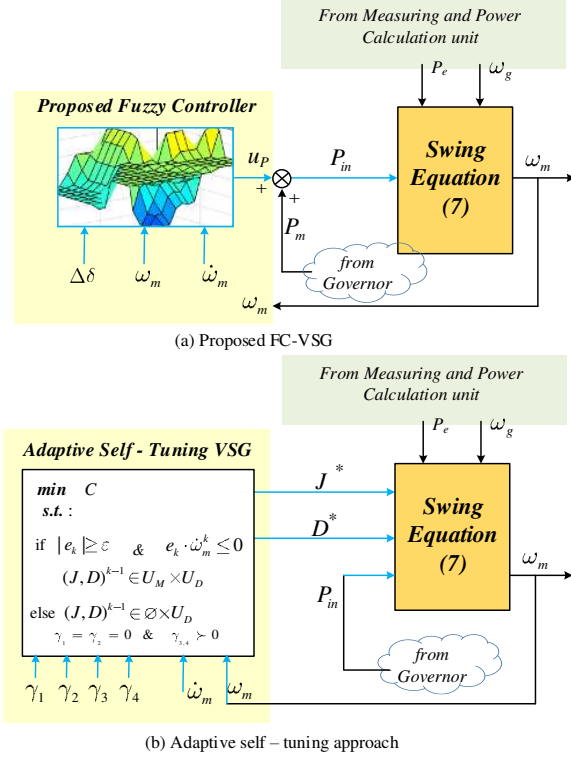 From Measuring and Power
Calculation unit
P_e ω_g
Proposed Fuzzy Controller
u_P
+
+
P_in
P_m
Swing
Equation
(7)
ω_m
from
Governor
Δδ ω_m ω̇_m
ω_m
(a) Proposed FC-VSG
From Measuring and Power
Calculation unit
P_e ω_g
Adaptive Self - Tuning VSG
min C
s.t. :
if |e_k| ≥ ε & e_k · ω̇_m^k ≤ 0
(J, D)^{k-1} ∈ U_M × U_D
else (J, D)^{k-1} ∈ ∅ × U_D
γ_1 = γ_2 = 0 & γ_{3,4} ≻ 0
J^*
D^*
P_in
Swing
Equation
(7)
ω_m
from
Governor
γ_1 γ_2 γ_3 γ_4 ω̇_m ω_m
(b) Adaptive self – tuning approach